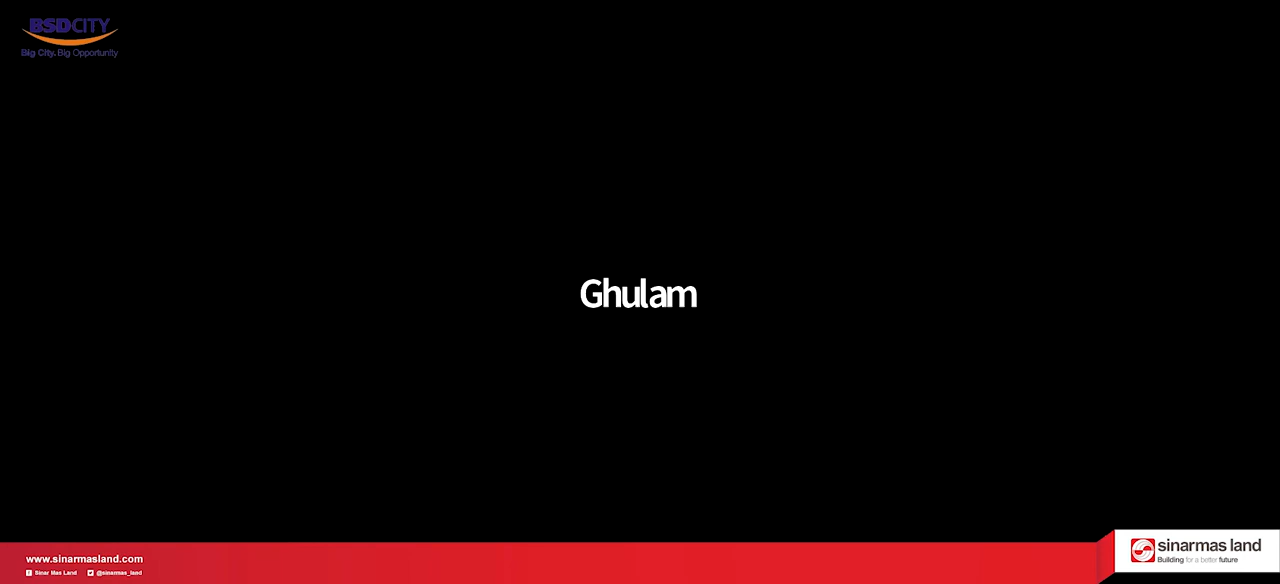 BSDCITY
Big City. Big Opportunity
Ghulam
www.sinarmasland.com
Sinar Mas Land @sinarmas_land
sinarmas land
Building for a better future